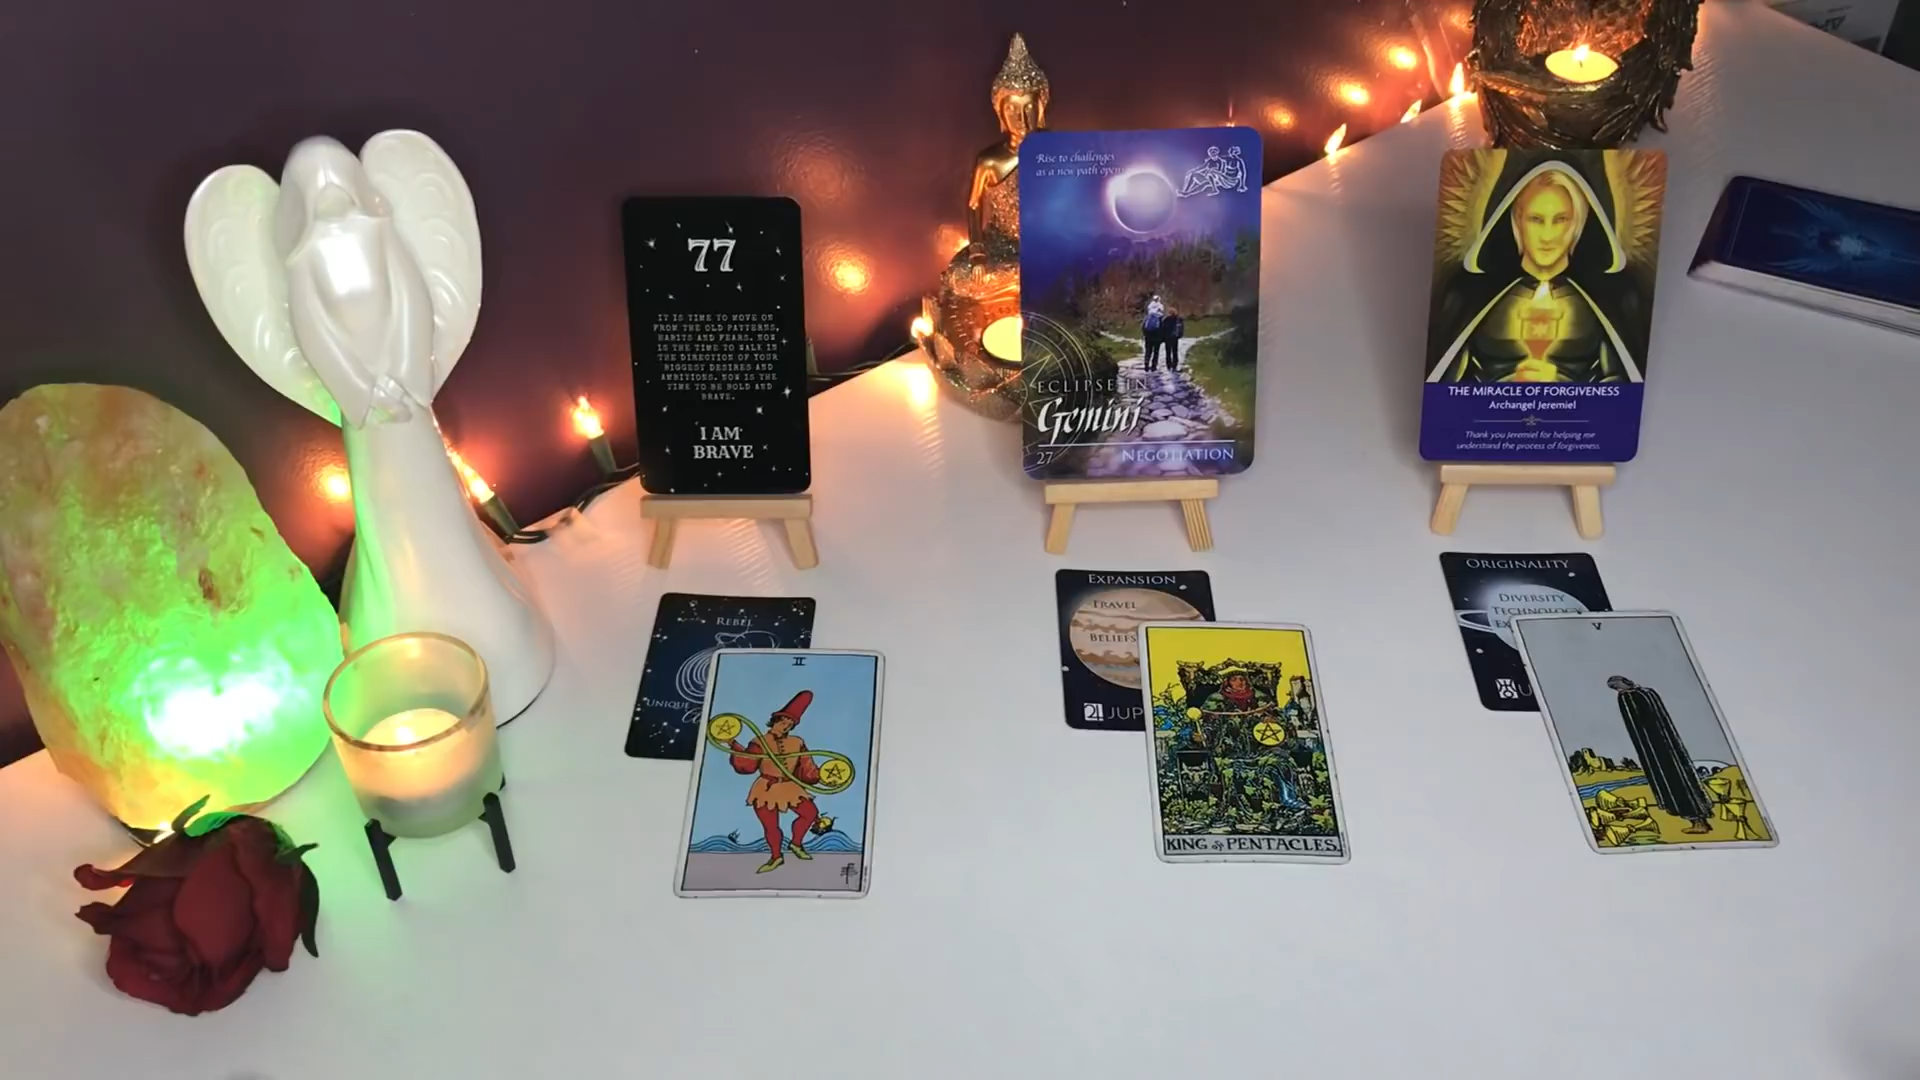 77
IT IS TIME TO MOVE ON
FROM THE OLD PATTERNS,
HABITS AND FEARS. NOW
IS THE TIME TO WALK IN
THE DIRECTION OF YOUR
BIGGEST DESIRES AND
AMBITIONS. NOW IS THE
TIME TO BE BOLD AND
BRAVE.
I AM
BRAVE
Rise to challenges
as a new path opens
ECLIPSE IN
Gemini
27 NEGOTIATION
THE MIRACLE OF FORGIVENESS
Archangel Jeremiel
Thank you Jeremiel for helping me
understand the process of forgiveness.
REBEL
UNIQUE
II
EXPANSION
TRAVEL
BELIEFS
JUP
KING of PENTACLES.
ORIGINALITY
DIVERSITY
TECHNOLOGY
EX
U
V